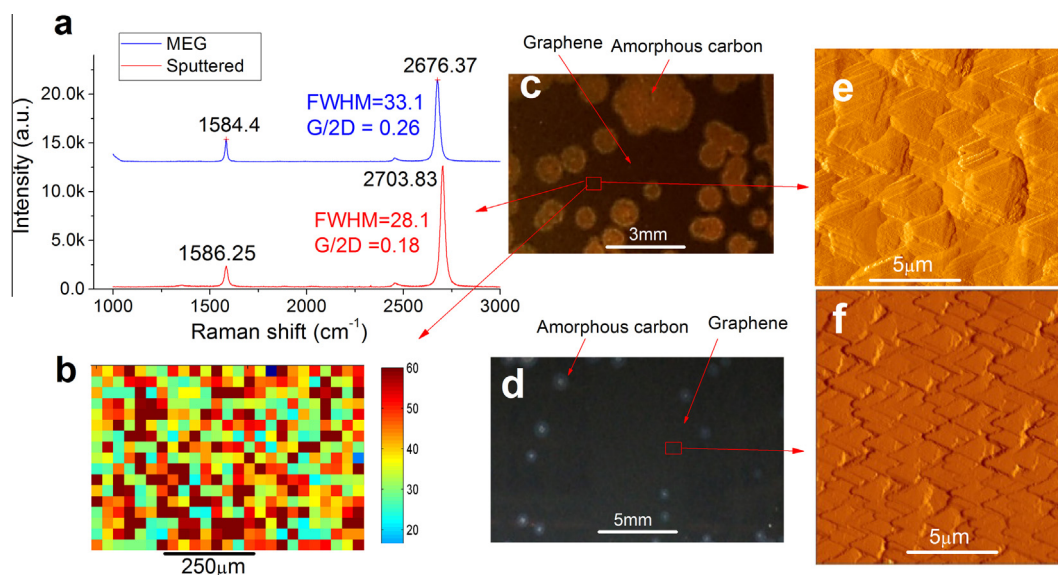 a
MEG
Sputtered
Intensity (a.u.)
20.0k
15.0k
10.0k
5.0k
0.0
1584.4
2676.37
FWHM=33.1
G/2D = 0.26
2703.83
FWHM=28.1
G/2D=0.18
1586.25
1000
1500
2000
2500
3000
Raman shift (cm⁻¹)
b
60
50
40
30
20
250μm
Graphene
Amorphous carbon
c
3mm
Amorphous carbon
Graphene
d
5mm
e
5μm
f
5μm